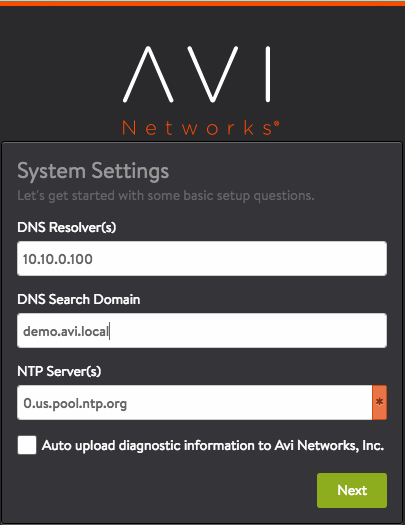 AVI
Networks®
System Settings
Let's get started with some basic setup questions.
DNS Resolver(s)
10.10.0.100
DNS Search Domain
demo.avi.local
NTP Server(s)
0.us.pool.ntp.org *
Auto upload diagnostic information to Avi Networks, Inc.
Next